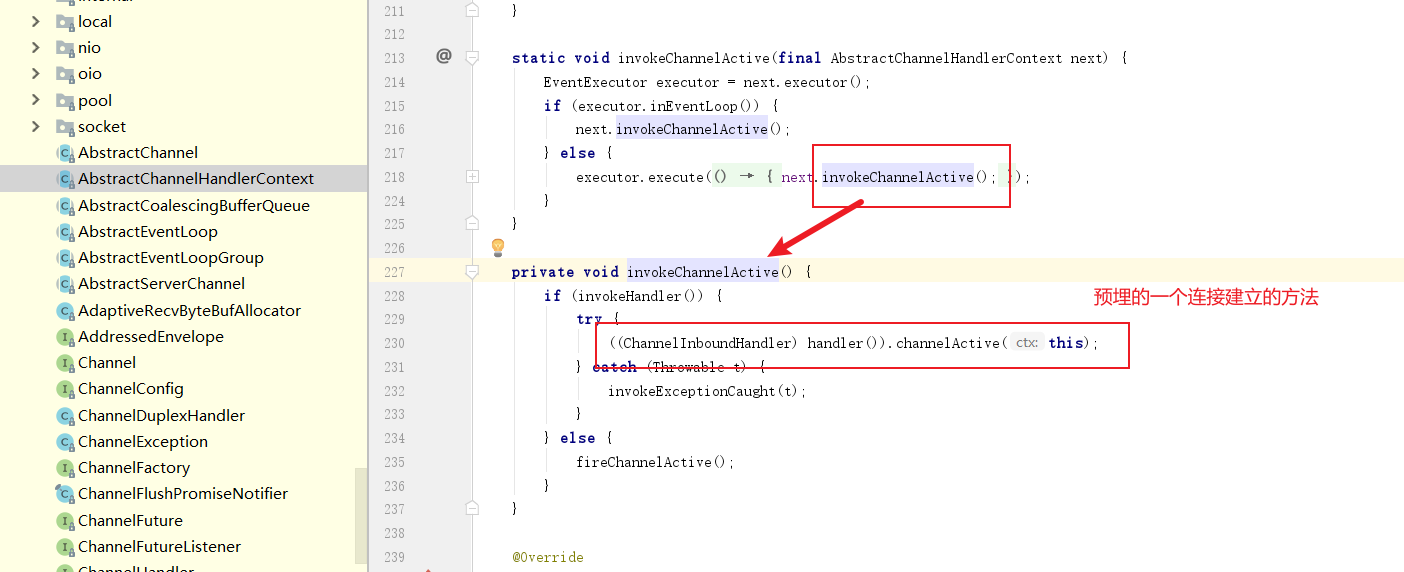 internal
local
nio
oio
pool
socket
AbstractChannel
AbstractChannelHandlerContext
AbstractCoalescingBufferQueue
AbstractEventLoop
AbstractEventLoopGroup
AbstractServerChannel
AdaptiveRecvByteBufAllocator
AddressedEnvelope
Channel
ChannelConfig
ChannelDuplexHandler
ChannelException
ChannelFactory
ChannelFlushPromiseNotifier
ChannelFuture
ChannelFutureListener
ChannelHandler
211 }
212
213 @ static void invokeChannelActive(final AbstractChannelHandlerContext next) {
214 EventExecutor executor = next.executor();
215 if (executor.inEventLoop()) {
216 next.invokeChannelActive();
217 } else {
218 executor.execute(() → { next.invokeChannelActive(); });
224 }
225 }
226
227 private void invokeChannelActive() {
228 if (invokeHandler()) {
预埋的一个连接建立的方法
229 try {
230 ((ChannelInboundHandler) handler()).channelActive( ctx: this);
231 } catch (Throwable t) {
232 invokeExceptionCaught(t);
233 }
234 } else {
235 fireChannelActive();
236 }
237 }
238
239 @Override